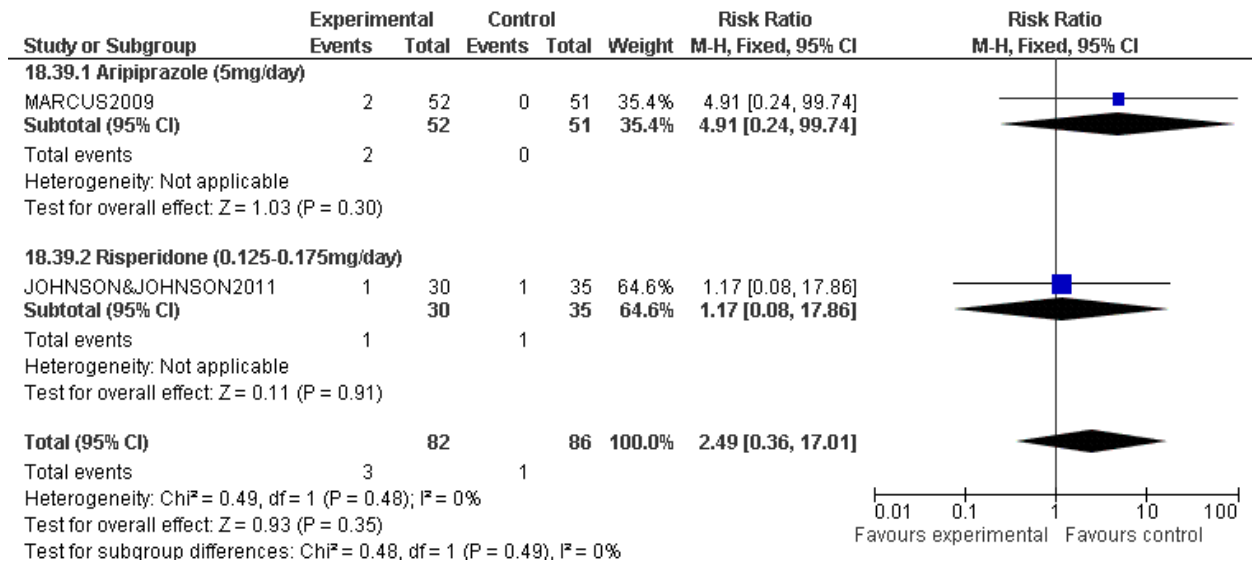 Experimental Control Risk Ratio Risk Ratio
Study or Subgroup Events Total Events Total Weight M-H, Fixed, 95% CI M-H, Fixed, 95% CI
18.39.1 Aripiprazole (5mg/day)
MARCUS2009 2 52 0 51 35.4% 4.91 [0.24, 99.74]
Subtotal (95% CI) 52 51 35.4% 4.91 [0.24, 99.74]
Total events 2 0
Heterogeneity: Not applicable
Test for overall effect: Z = 1.03 (P = 0.30)
18.39.2 Risperidone (0.125-0.175mg/day)
JOHNSON&JOHNSON2011 1 30 1 35 64.6% 1.17 [0.08, 17.86]
Subtotal (95% CI) 30 35 64.6% 1.17 [0.08, 17.86]
Total events 1 1
Heterogeneity: Not applicable
Test for overall effect: Z = 0.11 (P = 0.91)
Total (95% CI) 82 86 100.0% 2.49 [0.36, 17.01]
Total events 3 1
Heterogeneity: Chi² = 0.49, df = 1 (P = 0.48); I² = 0%
Test for overall effect: Z = 0.93 (P = 0.35)
Test for subgroup differences: Chi² = 0.48, df = 1 (P = 0.49), I² = 0%
0.01 0.1 1 10 100
Favours experimental Favours control